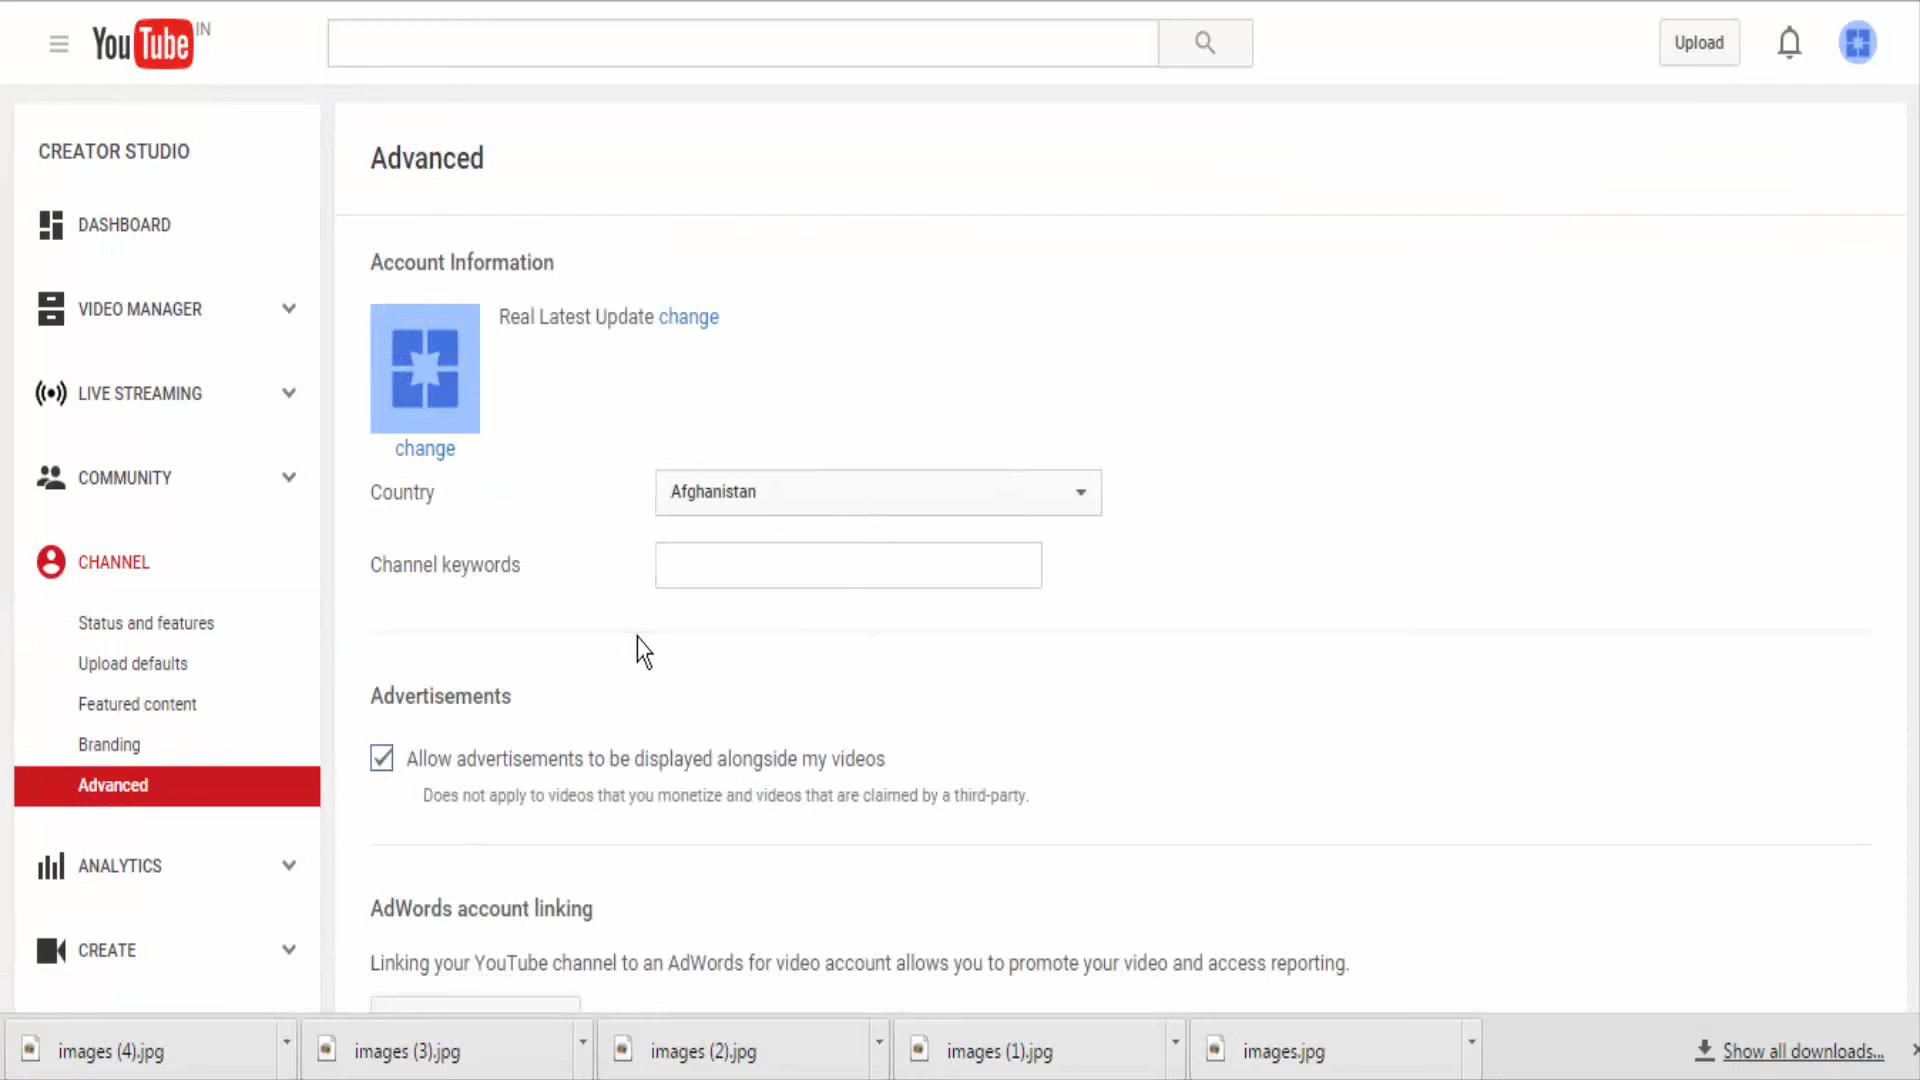 YouTube IN
Upload
CREATOR STUDIO
DASHBOARD
VIDEO MANAGER
LIVE STREAMING
COMMUNITY
CHANNEL
Status and features
Upload defaults
Featured content
Branding
Advanced
ANALYTICS
CREATE
Advanced
Account Information
Real Latest Update change
change
Country
Afghanistan
Channel keywords
Advertisements
Allow advertisements to be displayed alongside my videos
Does not apply to videos that you monetize and videos that are claimed by a third-party.
AdWords account linking
Linking your YouTube channel to an AdWords for video account allows you to promote your video and access reporting.
images (4).jpg
images (3).jpg
images (2).jpg
images (1).jpg
images.jpg
Show all downloads...